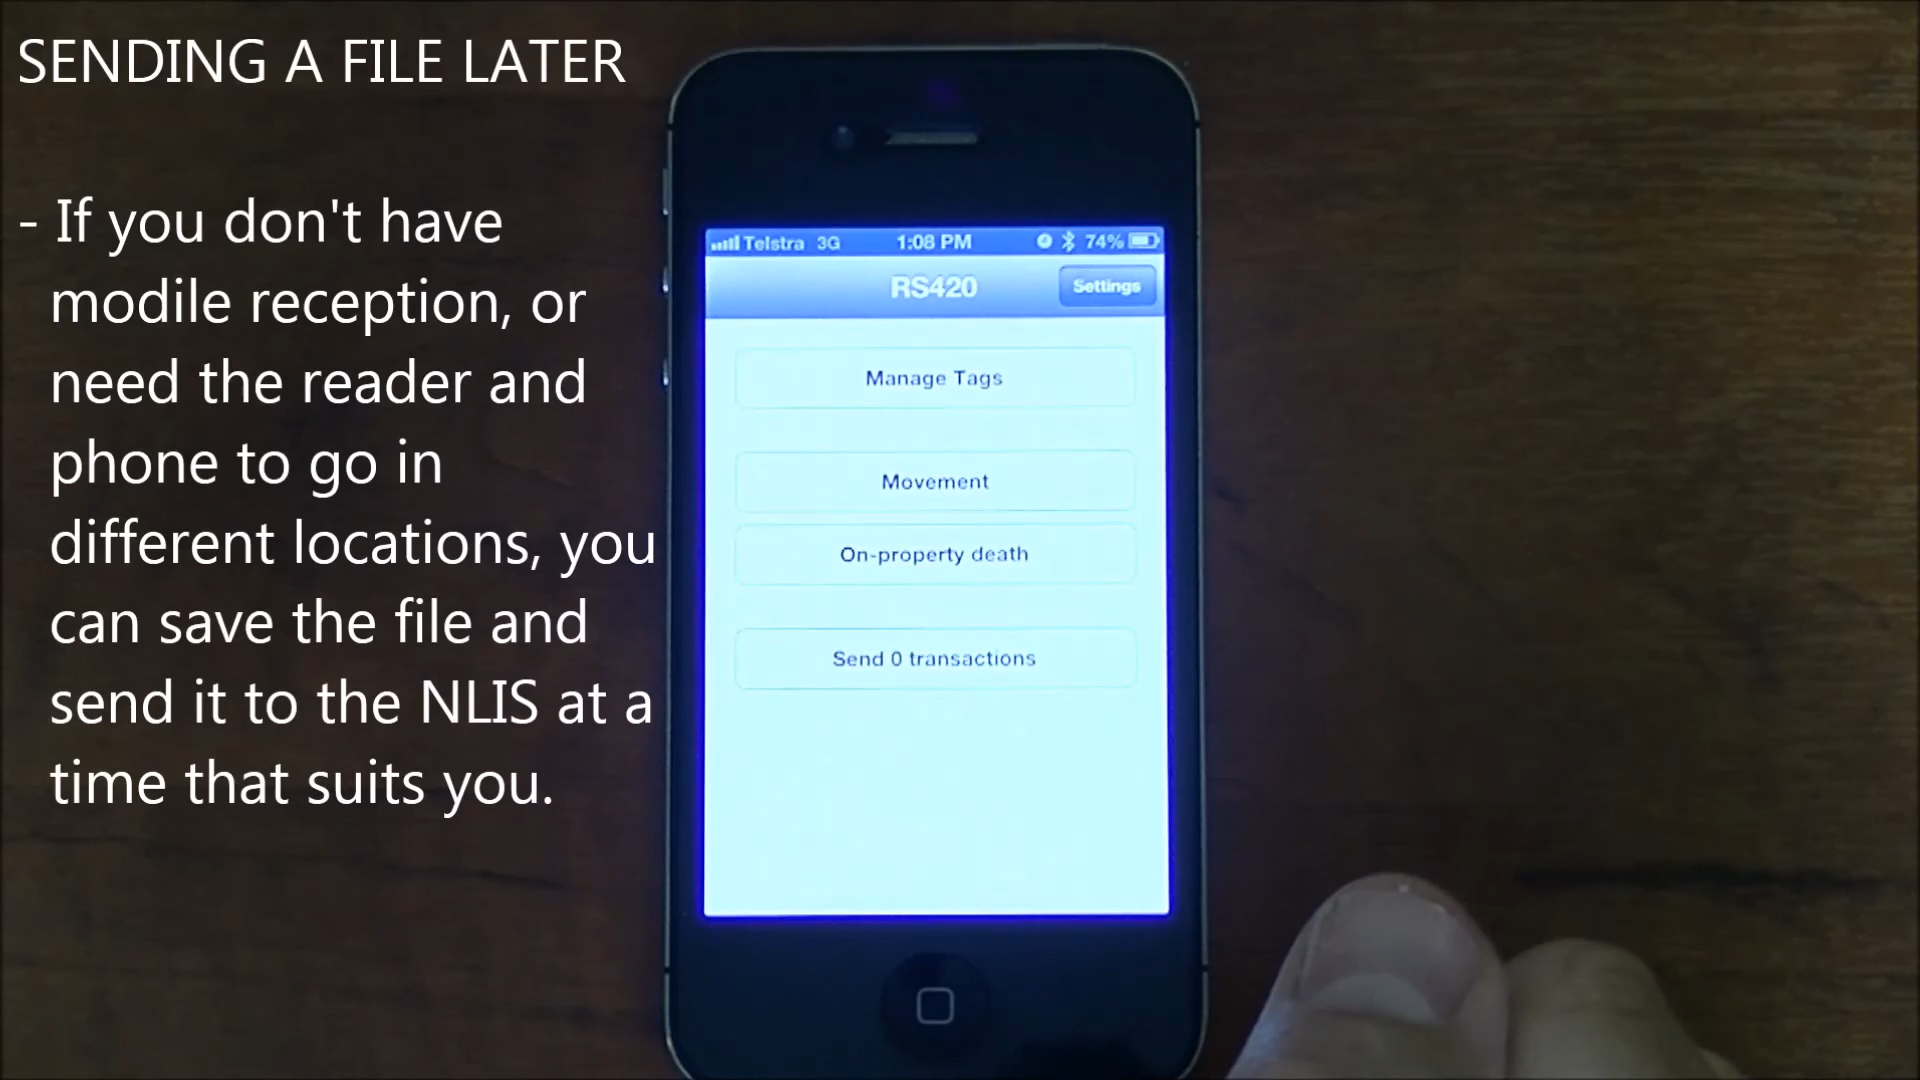 SENDING A FILE LATER
- If you don't have
modile reception, or
need the reader and
phone to go in
different locations, you
can save the file and
send it to the NLIS at a
time that suits you.
Telstra 3G 1:08 PM 74%
RS420 Settings
Manage Tags
Movement
On-property death
Send 0 transactions